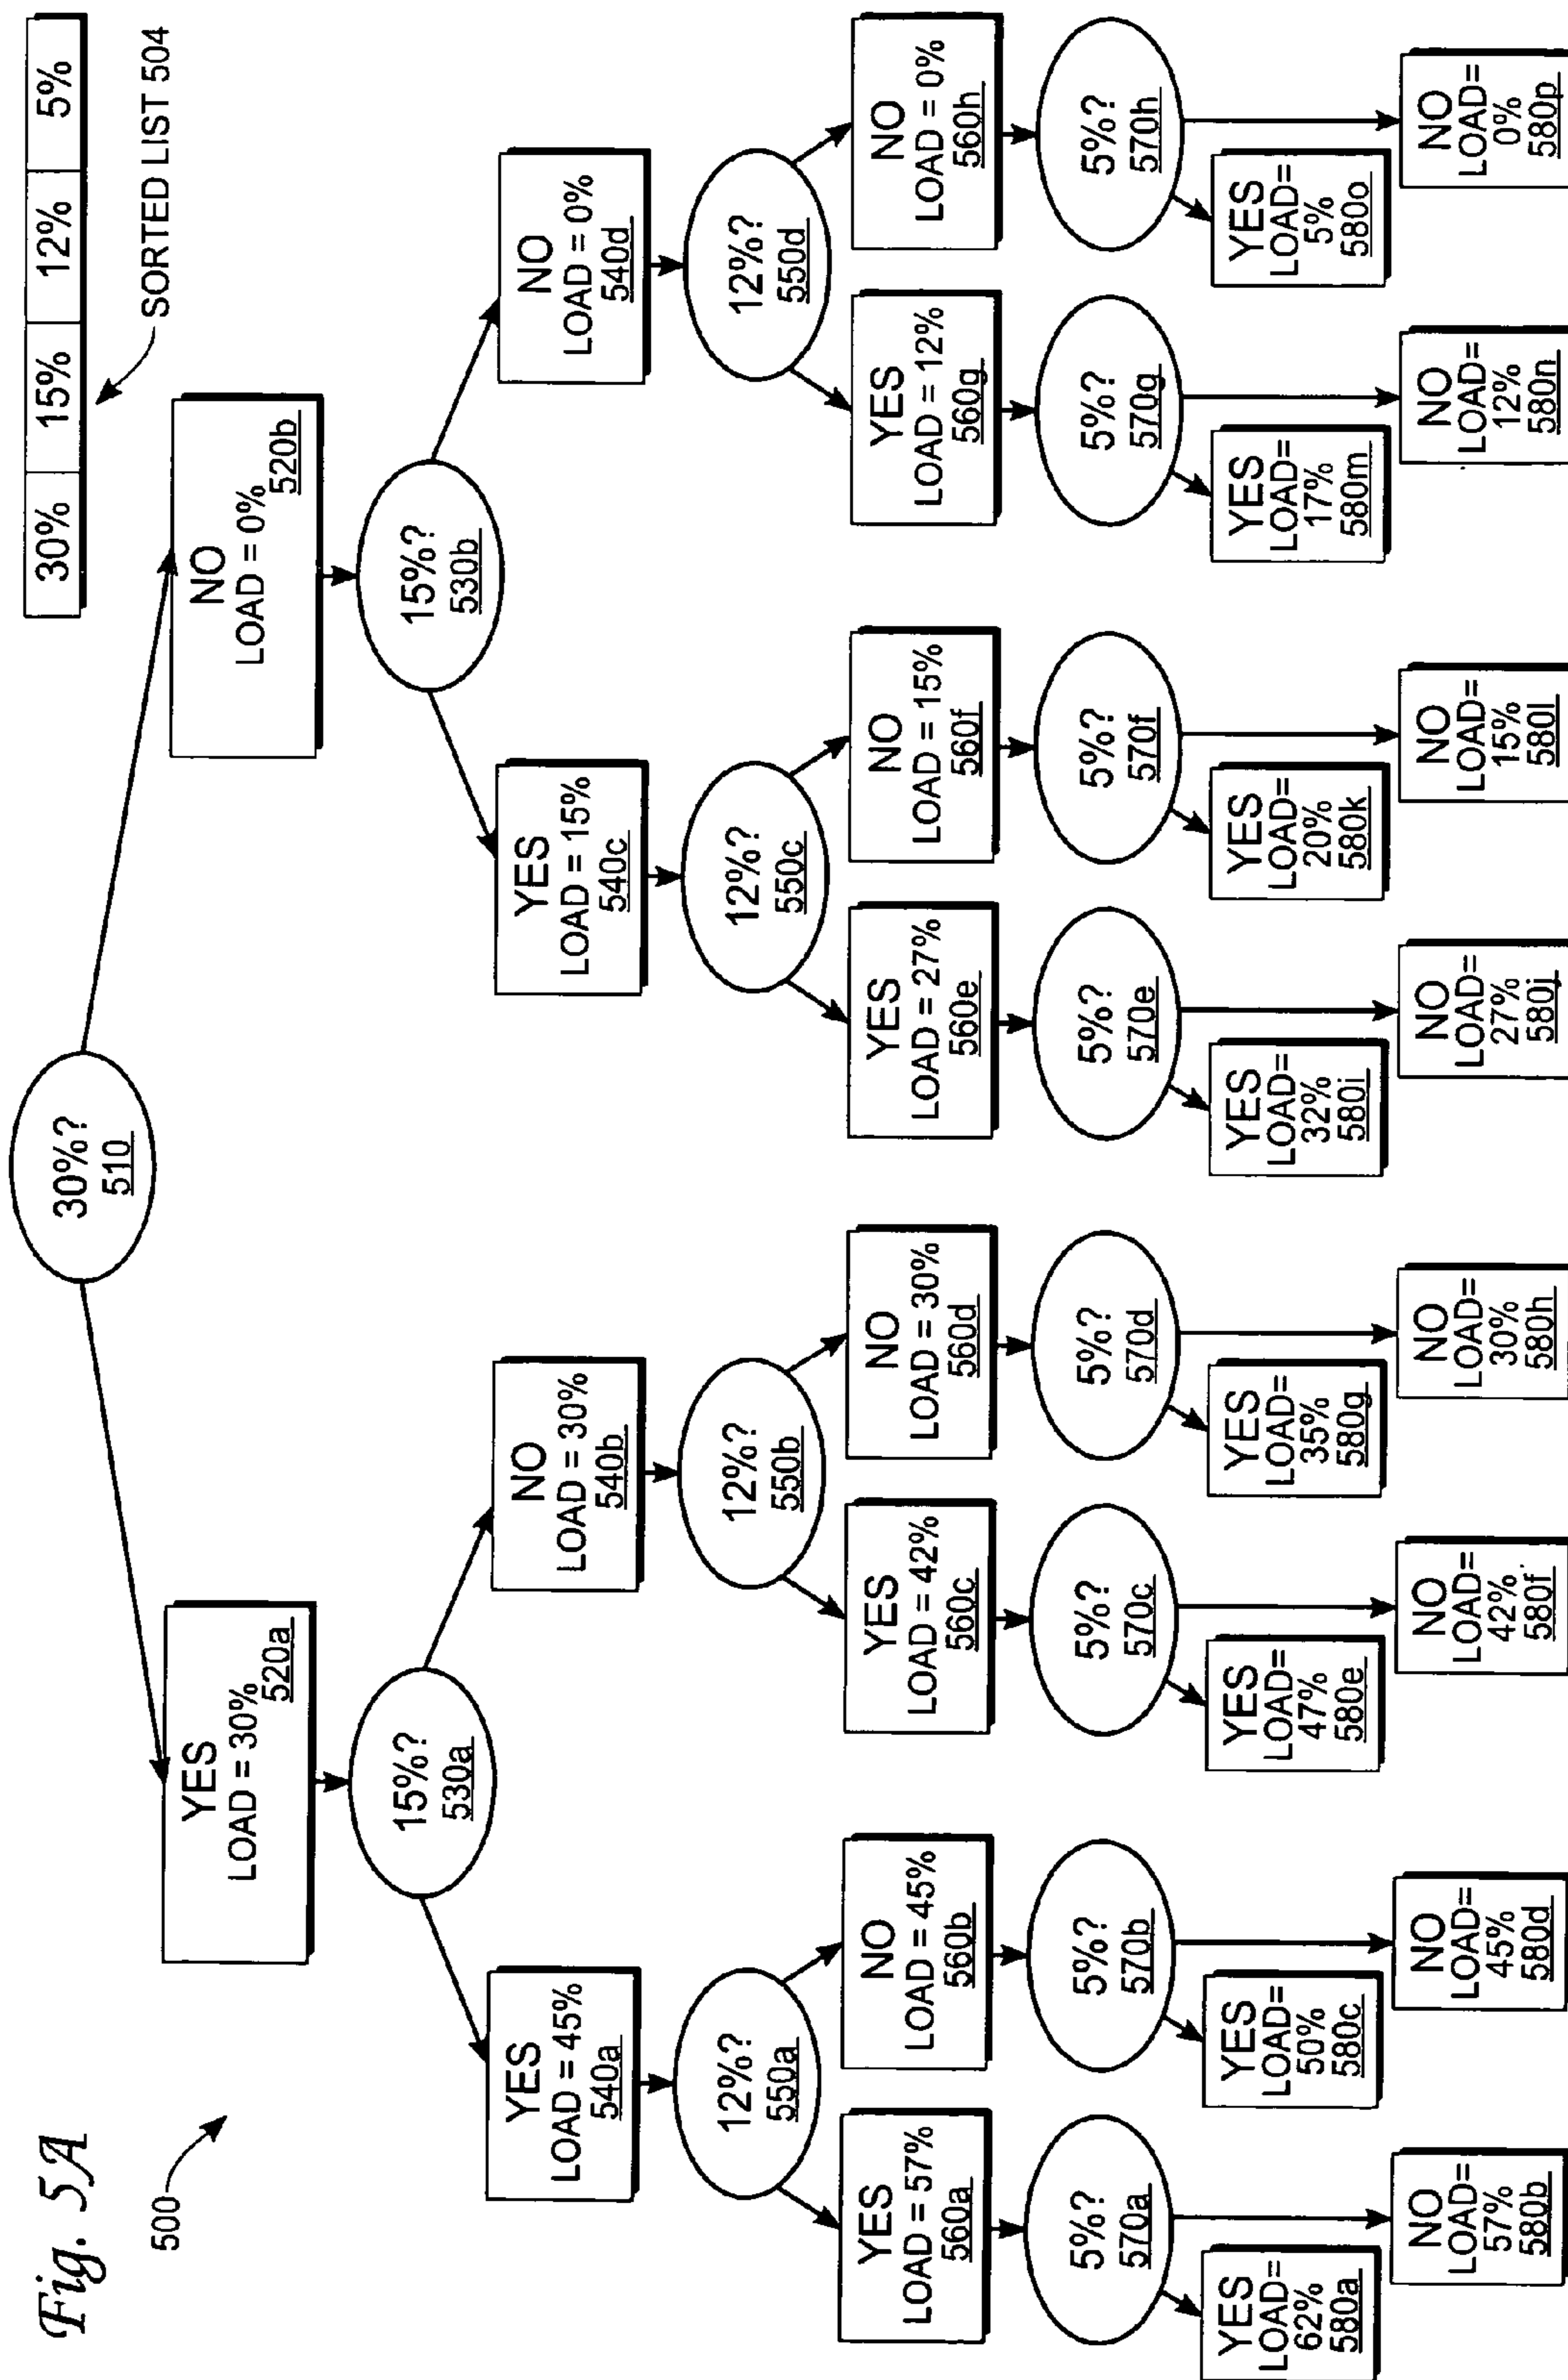 Fig. 5A
500
30% 15% 12% 5%
SORTED LIST 504
30%?
510
YES
LOAD = 30%
520a
NO
LOAD = 0%
520b
15%?
530a
15%?
530b
YES
LOAD = 45%
540a
NO
LOAD = 30%
540b
YES
LOAD = 15%
540c
NO
LOAD = 0%
540d
12%?
550a
12%?
550b
12%?
550c
12%?
550d
YES
LOAD = 57%
560a
NO
LOAD = 45%
560b
YES
LOAD = 42%
560c
NO
LOAD = 30%
560d
YES
LOAD = 27%
560e
NO
LOAD = 15%
560f
YES
LOAD = 12%
560g
NO
LOAD = 0%
560h
5%?
570a
5%?
570b
5%?
570c
5%?
570d
5%?
570e
5%?
570f
5%?
570g
5%?
570h
YES
LOAD=
62%
580a
NO
LOAD=
57%
580b
YES
LOAD=
50%
580c
NO
LOAD=
45%
580d
YES
LOAD=
47%
580e
NO
LOAD=
42%
580f
YES
LOAD=
35%
580g
NO
LOAD=
30%
580h
YES
LOAD=
32%
580i
NO
LOAD=
27%
580j
YES
LOAD=
20%
580k
NO
LOAD=
15%
580l
YES
LOAD=
17%
580m
NO
LOAD=
12%
580n
YES
LOAD=
5%
580o
NO
LOAD=
0%
580p